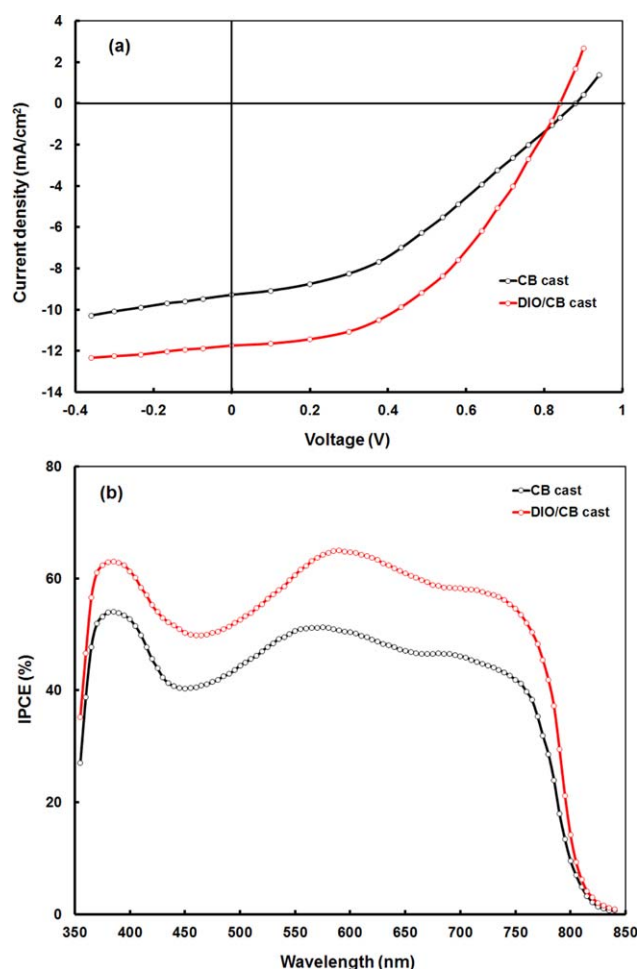 (a)
4
2
0
-2
-4
-6
-8
-10
-12
-14
Current density (mA/cm²)
CB cast
DIO/CB cast
-0.4 -0.2 0 0.2 0.4 0.6 0.8 1
Voltage (V)
(b)
80
60
40
20
0
IPCE (%)
CB cast
DIO/CB cast
350 400 450 500 550 600 650 700 750 800 850
Wavelength (nm)